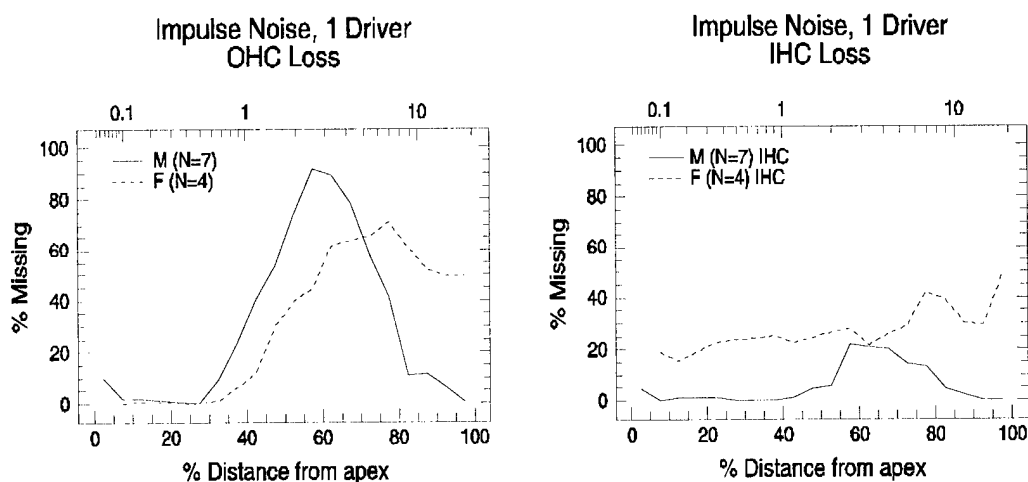 Impulse Noise, 1 Driver
OHC Loss
0.1 1 10
100
80
60
40
20
0
% Missing
M (N=7)
F (N=4)
0 20 40 60 80 100
% Distance from apex
Impulse Noise, 1 Driver
IHC Loss
0.1 1 10
100
80
60
40
20
0
% Missing
M (N=7) IHC
F (N=4) IHC
0 20 40 60 80 100
% Distance from apex